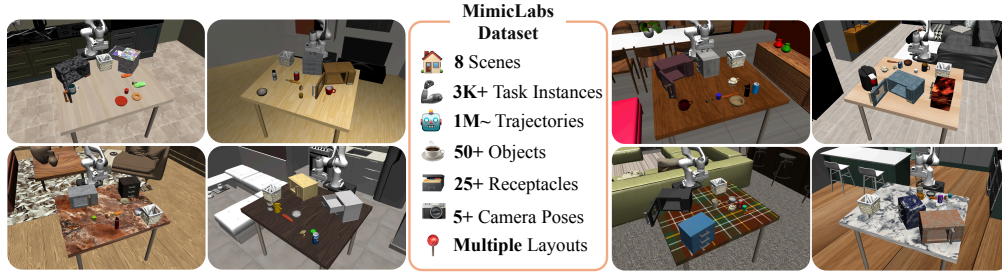 MimicLabs
Dataset
8 Scenes
3K+ Task Instances
1M~ Trajectories
50+ Objects
25+ Receptacles
5+ Camera Poses
Multiple Layouts